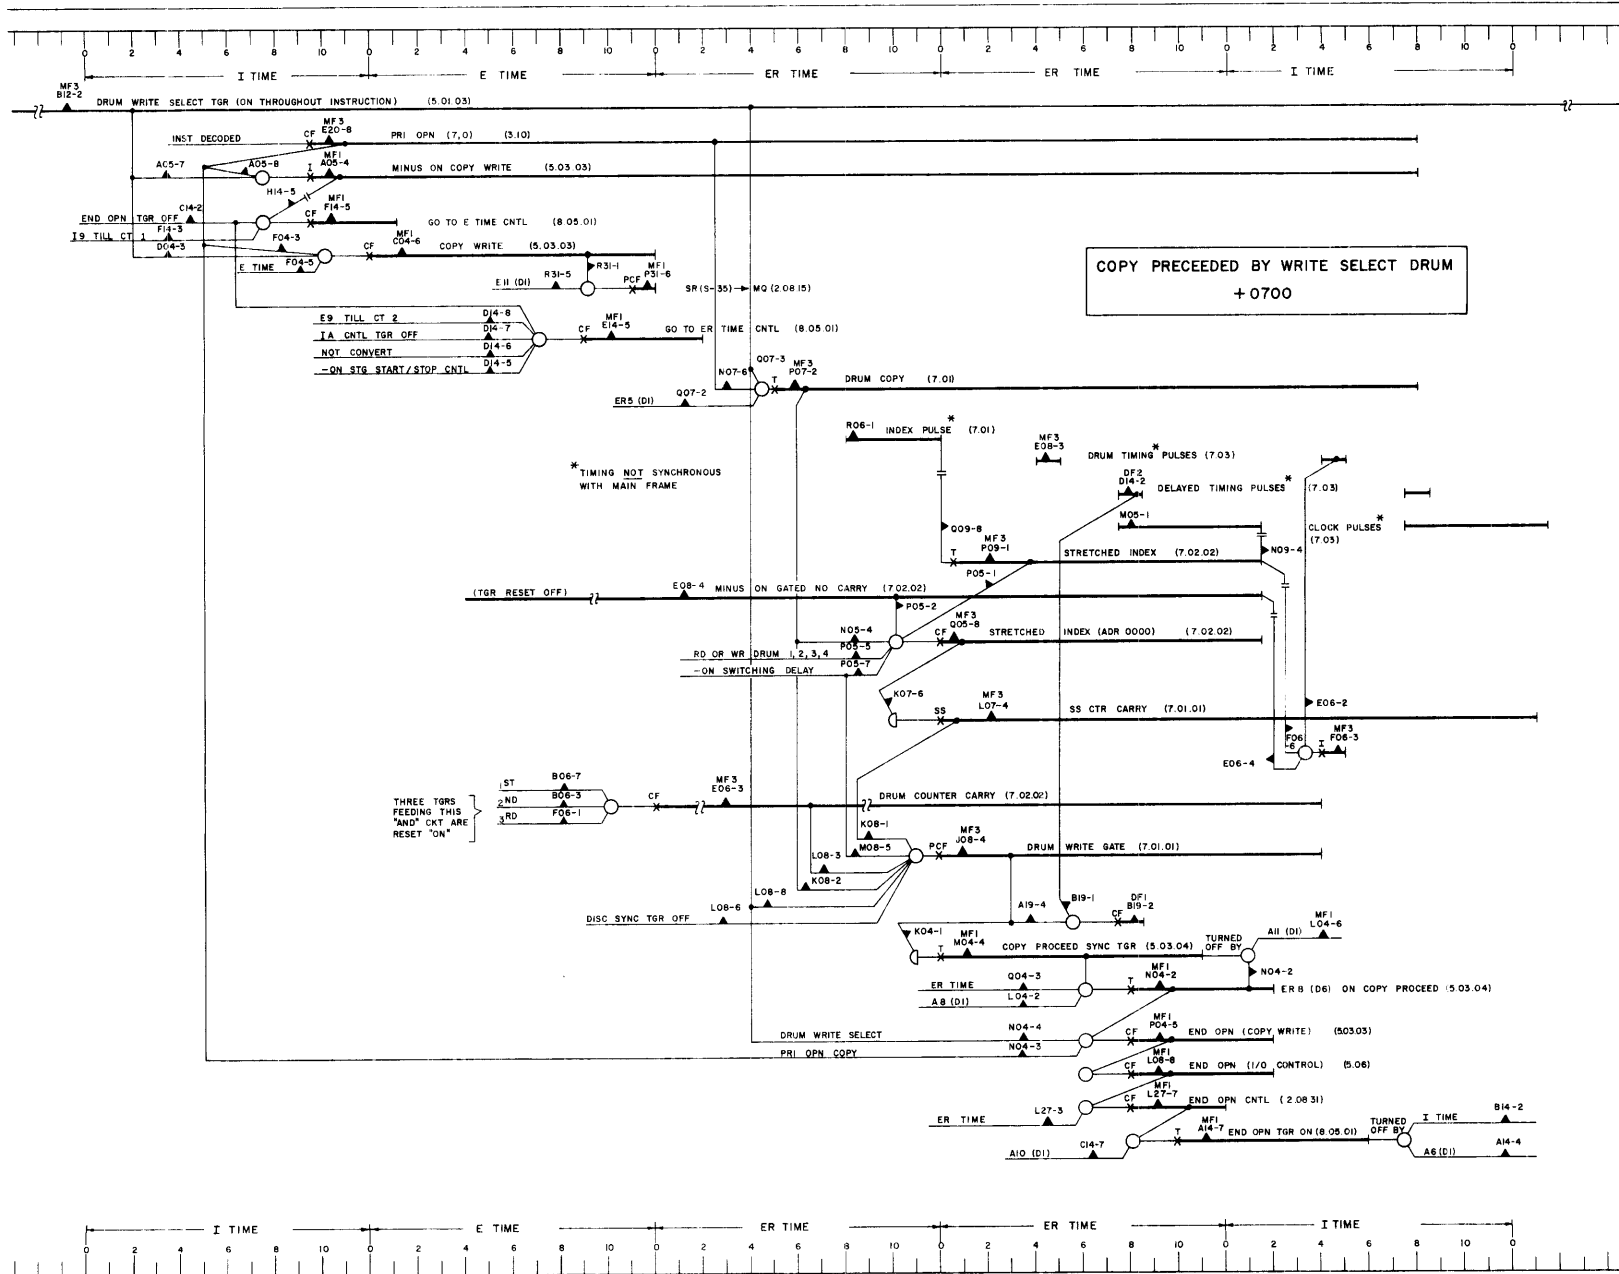 0 2 4 6 8 10 0 2 4 6 8 10 0 2 4 6 8 10 0 2 4 6 8 10 0 2 4 6 8 10 0
I TIME E TIME ER TIME ER TIME I TIME
MF3
B12-2
DRUM WRITE SELECT TGR (ON THROUGHOUT INSTRUCTION) (5.01.03)
INST DECODED
CF
MF3
E20-8
PRI OPN (7,0) (3.10)
A05-7
A05-8
I
MF1
A05-4
MINUS ON COPY WRITE (5.03.03)
H14-5
END OPN TGR OFF
C14-2
CF
MF1
F14-5
GO TO E TIME CNTL (8.05.01)
I9 TILL CT 1
F14-3
D04-3
F04-3
CF
MF1
C04-6
COPY WRITE (5.03.03)
E TIME
F04-5
R31-1
E11 (D1)
R31-5
PCF
MF1
P31-6
SR(S-35) → MQ (2.08.15)
COPY PRECEEDED BY WRITE SELECT DRUM
+0700
E9 TILL CT 2
D14-8
IA CNTL TGR OFF
D14-7
NOT CONVERT
D14-6
-ON STG START/STOP CNTL
D14-5
CF
MF1
E14-5
GO TO ER TIME CNTL (8.05.01)
Q07-3
N07-6
T
MF3
P07-2
DRUM COPY (7.01)
ER5 (D1)
Q07-2
R06-1
INDEX PULSE * (7.01)
MF3
E08-3
DRUM TIMING * PULSES (7.03)
* TIMING NOT SYNCHRONOUS
WITH MAIN FRAME
DF2
D14-2
DELAYED TIMING PULSES * (7.03)
M05-1
CLOCK PULSES *
(7.03)
Q09-8
T
MF3
P09-1
STRETCHED INDEX (7.02.02)
N09-4
P05-1
(TGR RESET OFF)
E08-4
MINUS ON GATED NO CARRY (7.02.02)
P05-2
N05-4
CF
MF3
Q05-8
STRETCHED INDEX (ADR 0000) (7.02.02)
RD OR WR DRUM 1, 2, 3, 4
P05-5
-ON SWITCHING DELAY
P05-7
K07-6
SS
MF3
L07-4
SS CTR CARRY (7.01.01)
E06-2
F06
-6
I
MF3
F06-3
E06-4
THREE TGRS
FEEDING THIS
"AND" CKT ARE
RESET "ON"
1ST
B06-7
2ND
B06-3
3RD
F06-1
CF
MF3
E06-3
DRUM COUNTER CARRY (7.02.02)
K08-1
M08-5
PCF
MF3
J08-4
DRUM WRITE GATE (7.01.01)
L08-3
K08-2
L08-8
DISC SYNC TGR OFF
L08-6
A19-4
B19-1
CF
DF1
B19-2
K04-1
T
MF1
M04-4
COPY PROCEED SYNC TGR (5.03.04)
TURNED
OFF BY
A11 (D1)
MF1
L04-6
N04-2
ER TIME
Q04-3
A8 (D1)
L04-2
T
MF1
N04-2
ER8 (D6) ON COPY PROCEED (5.03.04)
DRUM WRITE SELECT
N04-4
PRI OPN COPY
N04-3
CF
MF1
P04-5
END OPN (COPY WRITE) (5.03.03)
CF
MF1
L08-8
END OPN (I/O CONTROL) (5.06)
ER TIME
L27-3
CF
MF1
L27-7
END OPN CNTL (2.08.31)
A10 (D1)
C14-7
T
MF1
A14-7
END OPN TGR ON (8.05.01)
TURNED
OFF BY
I TIME
B14-2
A6 (D1)
A14-4
I TIME E TIME ER TIME ER TIME I TIME
0 2 4 6 8 10 0 2 4 6 8 10 0 2 4 6 8 10 0 2 4 6 8 10 0 2 4 6 8 10 0